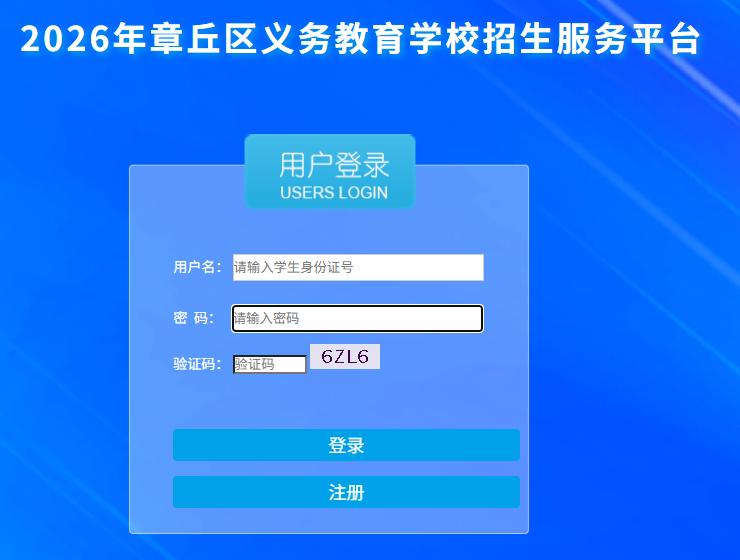 2026年章丘区义务教育学校招生服务平台
用户登录
USERS LOGIN
用户名： 请输入学生身份证号
密 码： 请输入密码
验证码： 验证码 6ZL6
登录
注册